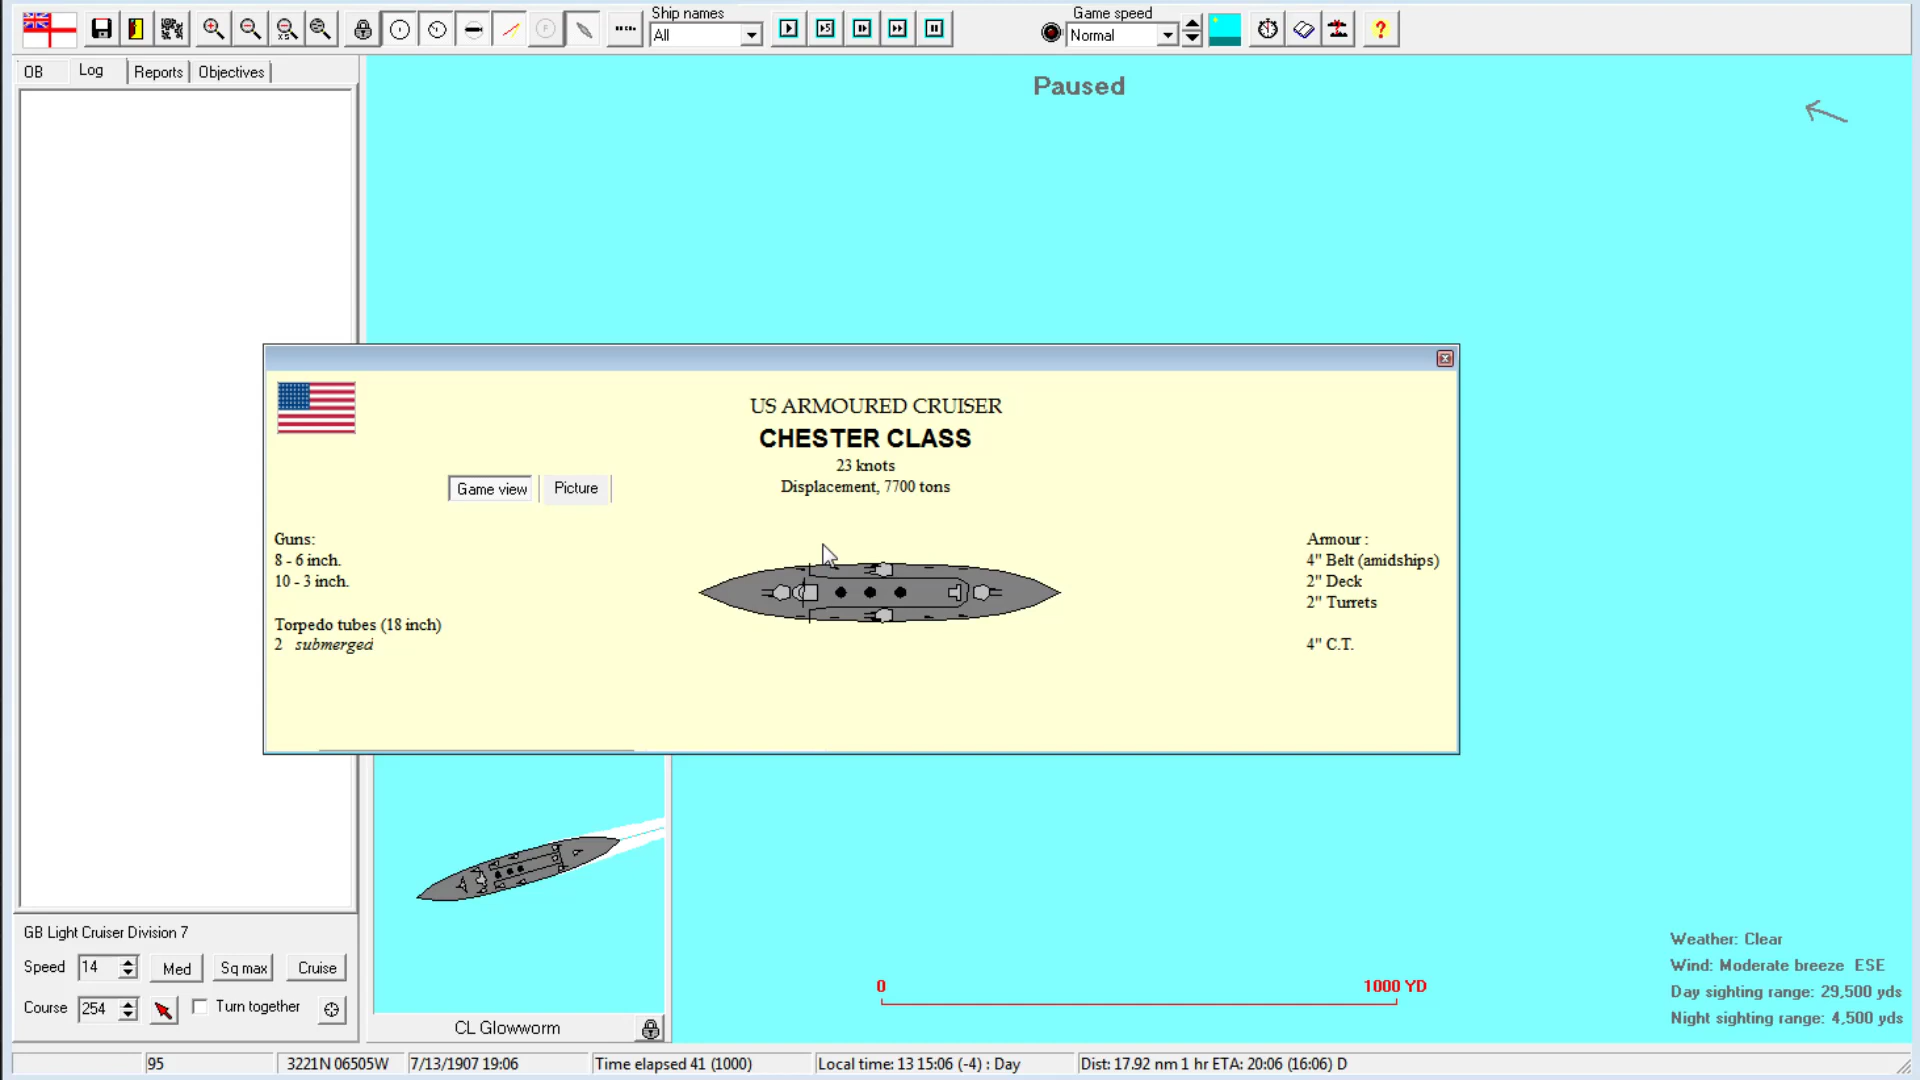 Ship names
All
Game speed
Normal
?
OB
Log
Reports
Objectives
Paused
US ARMOURED CRUISER
CHESTER CLASS
23 knots
Displacement, 7700 tons
Game view
Picture
Guns:
8 - 6 inch.
10 - 3 inch.
Torpedo tubes (18 inch)
2 submerged
Armour :
4" Belt (amidships)
2" Deck
2" Turrets
4" C.T.
GB Light Cruiser Division 7
Speed 14 Med Sq max Cruise
Course 254 Turn together
CL Glowworm
0 1000 YD
Weather: Clear
Wind: Moderate breeze ESE
Day sighting range: 29,500 yds
Night sighting range: 4,500 yds
95 3221N 06505W 7/13/1907 19:06 Time elapsed 41 (1000) Local time: 13 15:06 (-4) : Day Dist: 17.92 nm 1 hr ETA: 20:06 (16:06) D